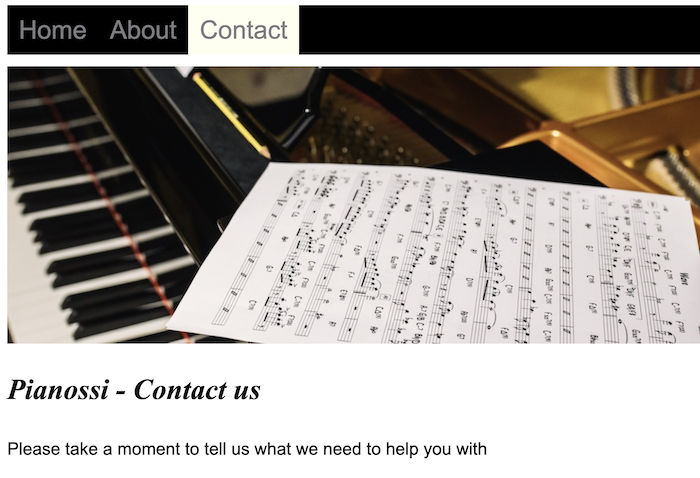 Home About Contact
Pianossi - Contact us
Please take a moment to tell us what we need to help you with